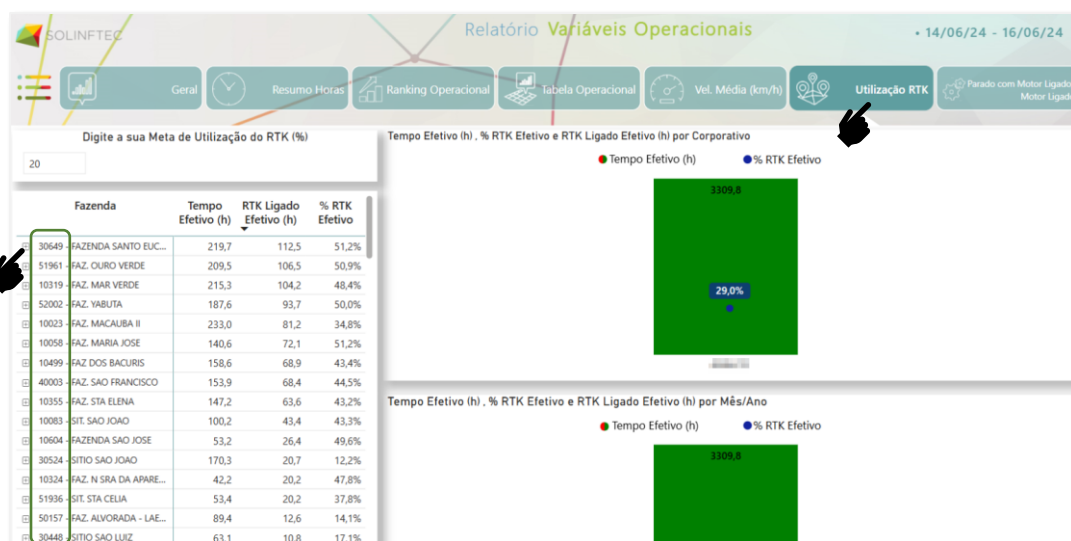 SOLINFTEC
Relatório Variáveis Operacionais
• 14/06/24 - 16/06/24
Geral
Resumo Horas
Ranking Operacional
Tabela Operacional
Vel. Média (km/h)
Utilização RTK
Parado com Motor Ligado
Motor Ligado
Digite a sua Meta de Utilização do RTK (%)
20
Fazenda Tempo Efetivo (h) RTK Ligado Efetivo (h) % RTK Efetivo
30649 - FAZENDA SANTO EUC... 219,7 112,5 51,2%
51961 - FAZ. OURO VERDE 209,5 106,5 50,9%
10319 - FAZ. MAR VERDE 215,3 104,2 48,4%
52002 - FAZ. YABUTA 187,6 93,7 50,0%
10023 - FAZ. MACAUBA II 233,0 81,2 34,8%
10058 - FAZ. MARIA JOSE 140,6 72,1 51,2%
10499 - FAZ DOS BACURIS 158,6 68,9 43,4%
40003 - FAZ. SAO FRANCISCO 153,9 68,4 44,5%
10355 - FAZ. STA ELENA 147,2 63,6 43,2%
10083 - SIT. SAO JOAO 100,2 43,4 43,3%
10604 - FAZENDA SAO JOSE 53,2 26,4 49,6%
30524 - SITIO SAO JOAO 170,3 20,7 12,2%
10324 - FAZ. N SRA DA APARE... 42,2 20,2 47,8%
51936 - SIT. STA CELIA 53,4 20,2 37,8%
50157 - FAZ. ALVORADA - LAE... 89,4 12,6 14,1%
30448 - SITIO SAO LUIZ 63,1 10,8 17,1%
Tempo Efetivo (h) , % RTK Efetivo e RTK Ligado Efetivo (h) por Corporativo
Tempo Efetivo (h) % RTK Efetivo
3309,8
29,0%
Tempo Efetivo (h) , % RTK Efetivo e RTK Ligado Efetivo (h) por Mês/Ano
Tempo Efetivo (h) % RTK Efetivo
3309,8